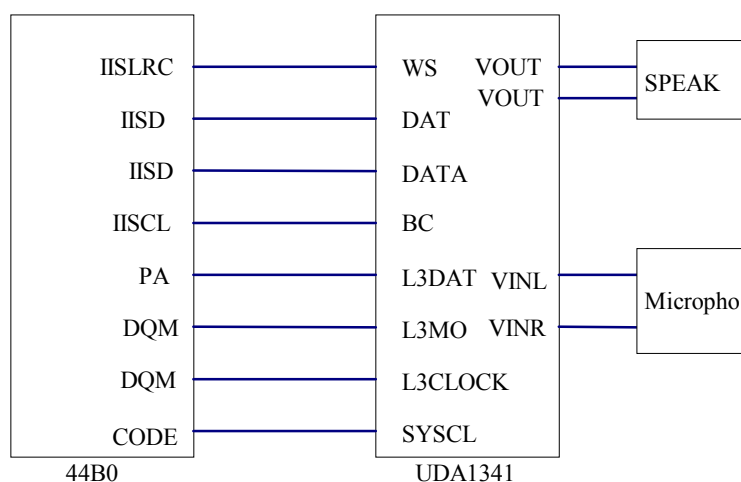 IISLRC WS VOUT SPEAK
VOUT
IISD DAT
IISD DATA
IISCL BC
PA L3DAT VINL
Micropho
DQM L3MO VINR
DQM L3CLOCK
CODE SYSCL
44B0 UDA1341